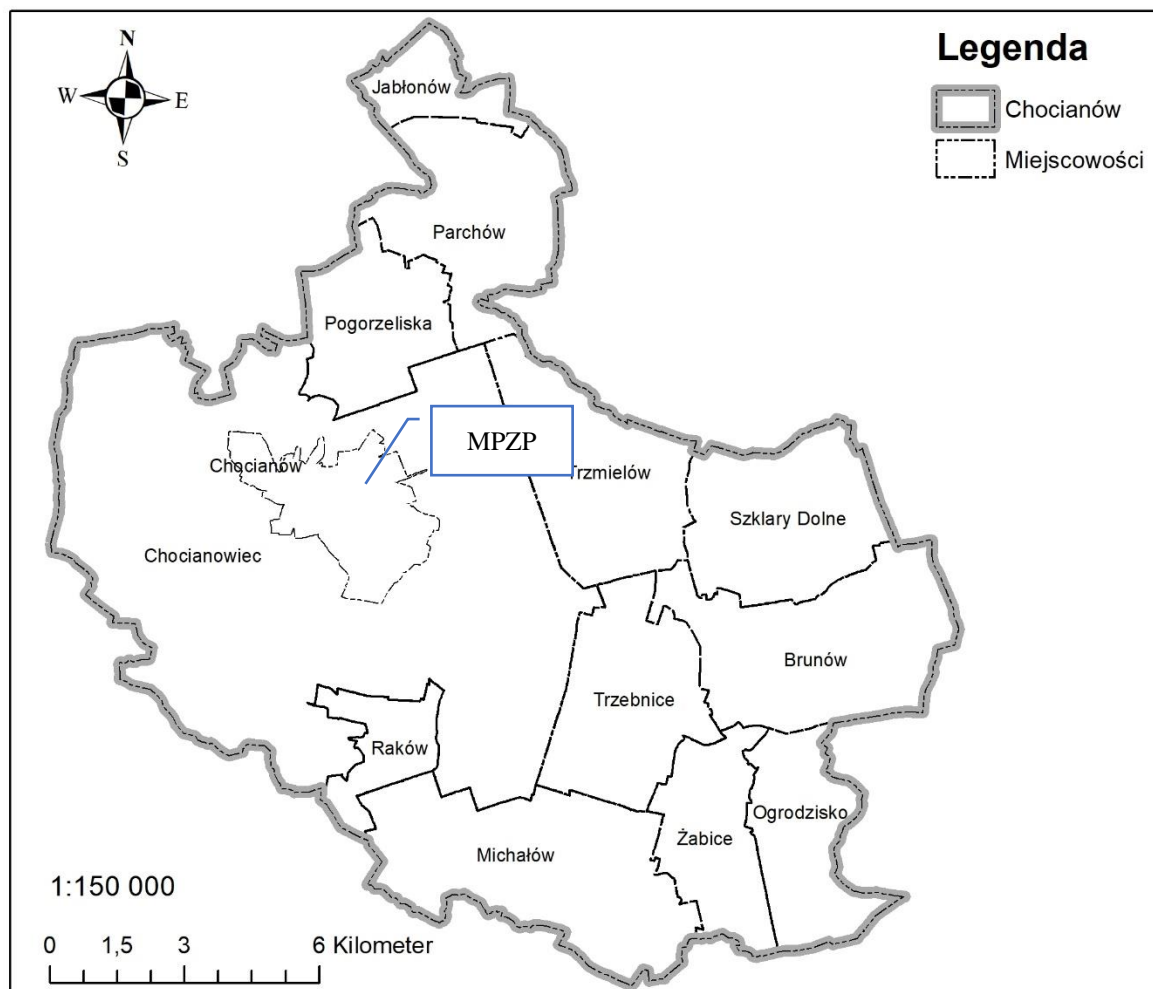 N
W E
S
Legenda
Chocianów
Miejscowości
Jabłonów
Parchów
Pogorzeliska
MPZP
Chocianów
Trzmielów
Szklary Dolne
Chocianowiec
Brunów
Trzebnice
Raków
Ogrodzisko
Żabice
Michałów
1:150 000
0 1,5 3 6 Kilometer